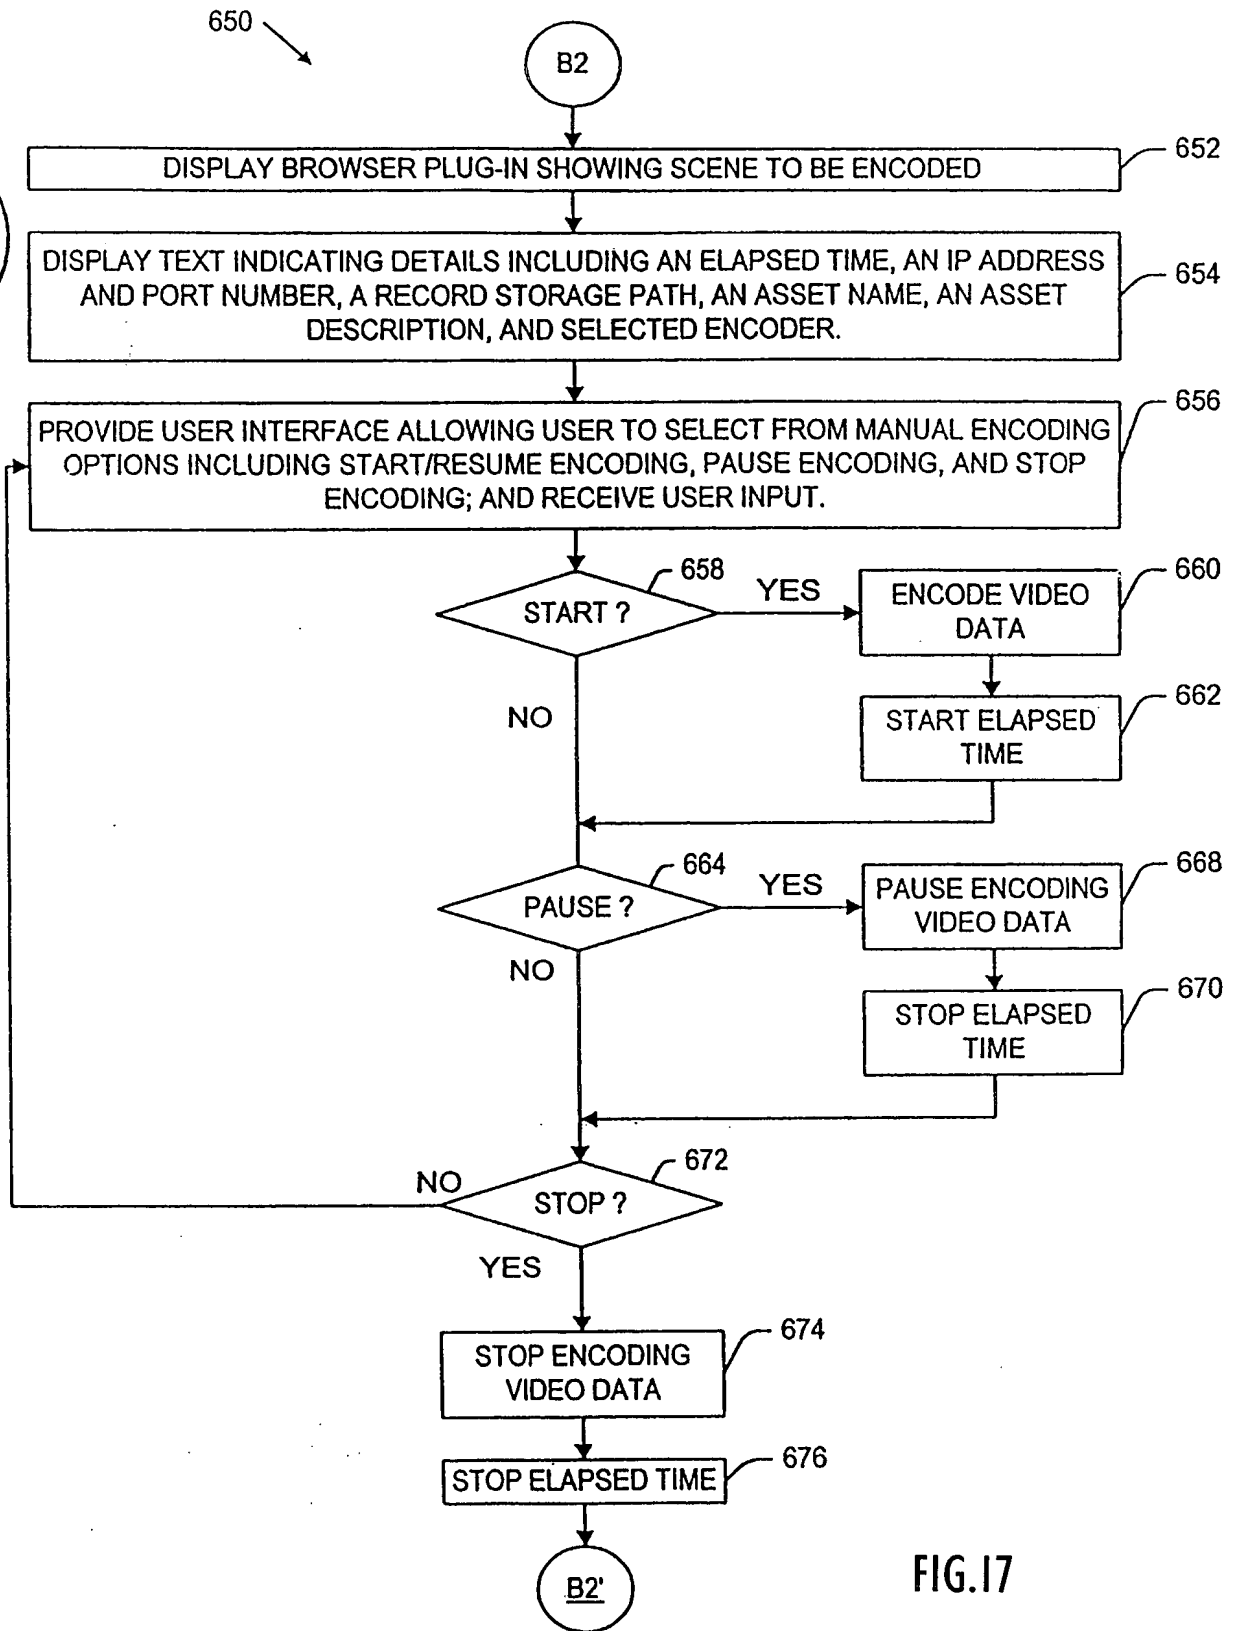 650
B2
DISPLAY BROWSER PLUG-IN SHOWING SCENE TO BE ENCODED
652
DISPLAY TEXT INDICATING DETAILS INCLUDING AN ELAPSED TIME, AN IP ADDRESS
AND PORT NUMBER, A RECORD STORAGE PATH, AN ASSET NAME, AN ASSET
DESCRIPTION, AND SELECTED ENCODER.
654
PROVIDE USER INTERFACE ALLOWING USER TO SELECT FROM MANUAL ENCODING
OPTIONS INCLUDING START/RESUME ENCODING, PAUSE ENCODING, AND STOP
ENCODING; AND RECEIVE USER INPUT.
656
START ?
658
YES
ENCODE VIDEO
DATA
660
NO
START ELAPSED
TIME
662
PAUSE ?
664
YES
PAUSE ENCODING
VIDEO DATA
668
NO
STOP ELAPSED
TIME
670
STOP ?
672
NO
YES
STOP ENCODING
VIDEO DATA
674
STOP ELAPSED TIME
676
B2'
FIG.17